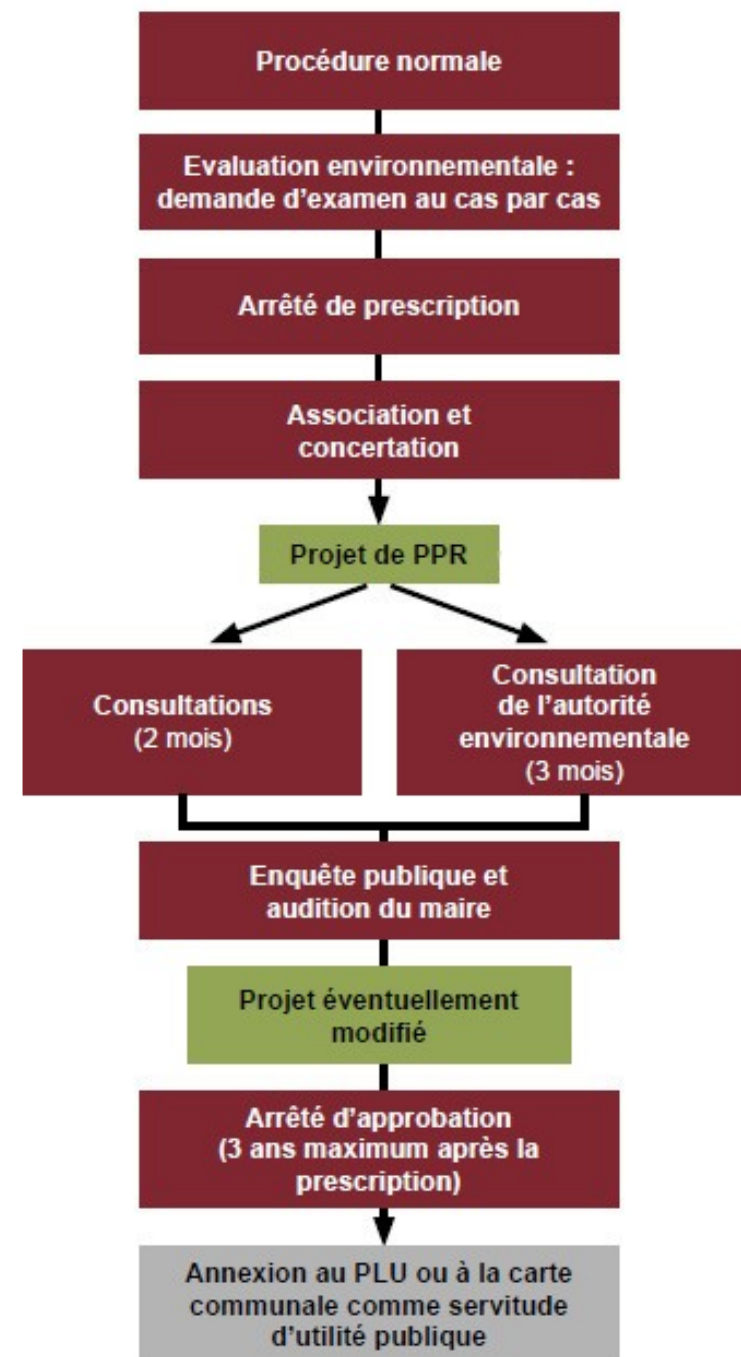 Procédure normale
Evaluation environnementale :
demande d'examen au cas par cas
Arrêté de prescription
Association et
concertation
Projet de PPR
Consultations
(2 mois)
Consultation
de l'autorité
environnementale
(3 mois)
Enquête publique et
audition du maire
Projet éventuellement
modifié
Arrêté d'approbation
(3 ans maximum après la
prescription)
Annexion au PLU ou à la carte
communale comme servitude
d'utilité publique